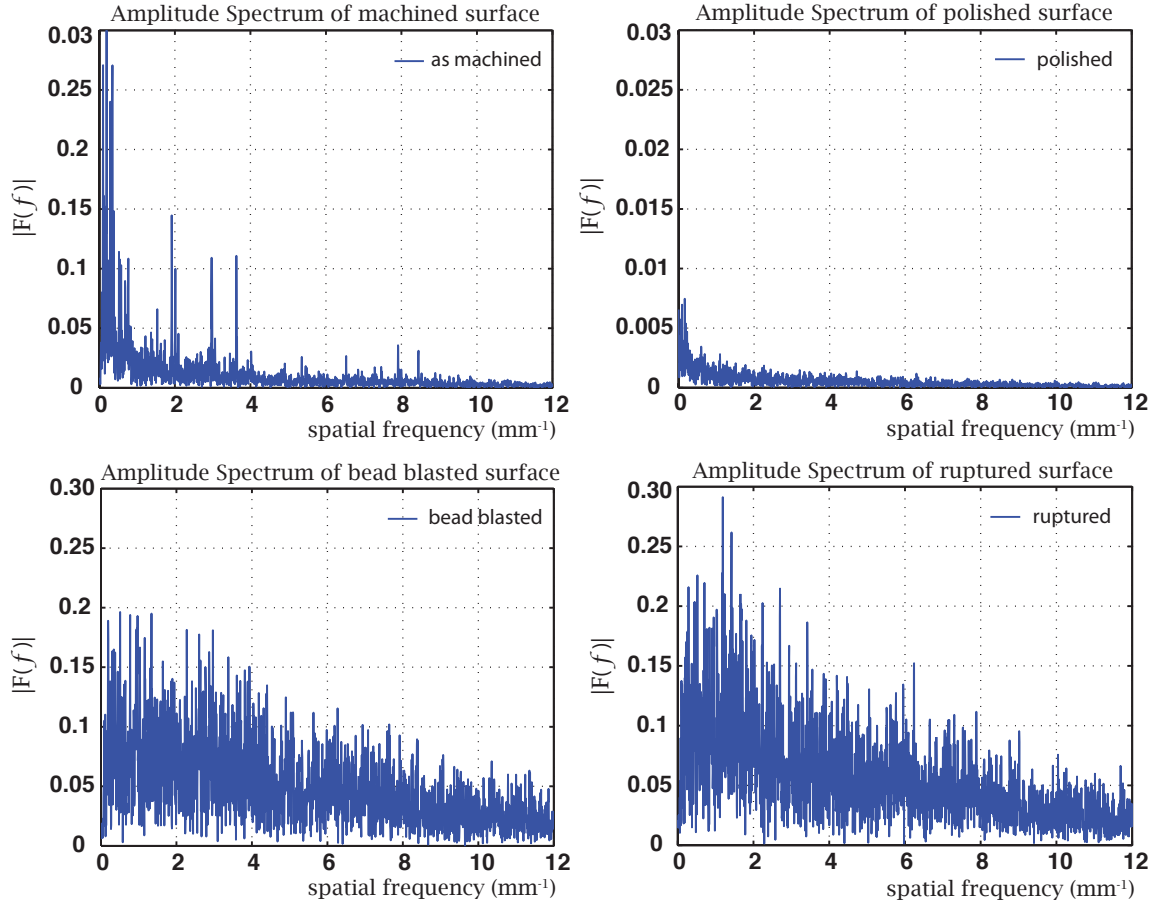 Amplitude Spectrum of machined surface
0.03
0.25
0.2
0.15
0.1
0.05
0
|F(f)|
as machined
0 2 4 6 8 10 12
spatial frequency (mm-1)
Amplitude Spectrum of polished surface
0.03
0.025
0.02
0.015
0.01
0.005
0
|F(f)|
polished
0 2 4 6 8 10 12
spatial frequency (mm-1)
Amplitude Spectrum of bead blasted surface
0.30
0.25
0.2
0.15
0.1
0.05
0
|F(f)|
bead blasted
0 2 4 6 8 10 12
spatial frequency (mm-1)
Amplitude Spectrum of ruptured surface
0.30
0.25
0.2
0.15
0.1
0.05
0
|F(f)|
ruptured
0 2 4 6 8 10 12
spatial frequency (mm-1)